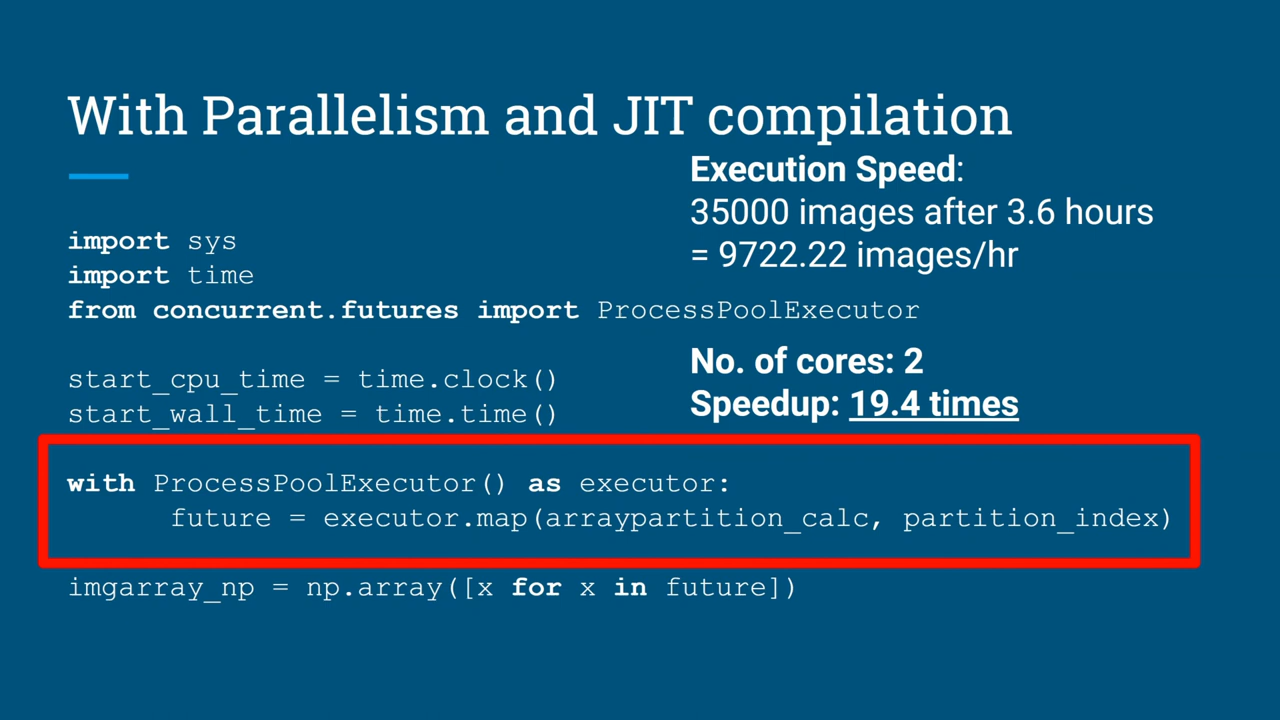 With Parallelism and JIT compilation
Execution Speed:
35000 images after 3.6 hours
= 9722.22 images/hr
import sys
import time
from concurrent.futures import ProcessPoolExecutor
No. of cores: 2
Speedup: 19.4 times
start_cpu_time = time.clock()
start_wall_time = time.time()
with ProcessPoolExecutor() as executor:
future = executor.map(arraypartition_calc, partition_index)
imgarray_np = np.array([x for x in future])